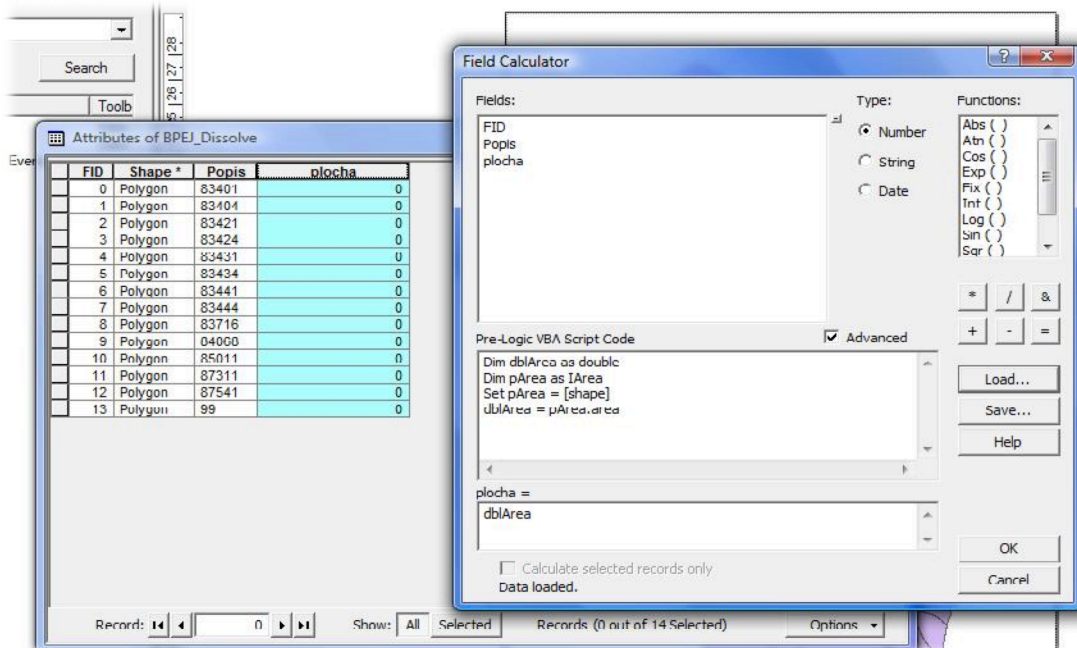 Search
Toolb
28
27
26
Attributes of BPEJ_Dissolve
FID Shape * Popis plocha
0 Polygon 83401 0
1 Polygon 83404 0
2 Polygon 83421 0
3 Polygon 83424 0
4 Polygon 83431 0
5 Polygon 83434 0
6 Polygon 83441 0
7 Polygon 83444 0
8 Polygon 83716 0
9 Polygon 84068 0
10 Polygon 85011 0
11 Polygon 87311 0
12 Polygon 87541 0
13 Polygon 99 0
Record: 0 Show: All Selected Records (0 out of 14 Selected) Options
Field Calculator
Fields:
FID
Popis
plocha
Type:
Number
String
Date
Functions:
Abs ( )
Atn ( )
Cos ( )
Exp ( )
Fix ( )
Int ( )
Log ( )
Sin ( )
Sqr ( )
* / &
+ - =
Pre-Logic VBA Script Code
Advanced
Dim dblArea as double
Dim pArea as IArea
Set pArea = [shape]
dblArea = pArea.area
Load...
Save...
Help
plocha =
dblArea
Calculate selected records only
Data loaded.
OK
Cancel